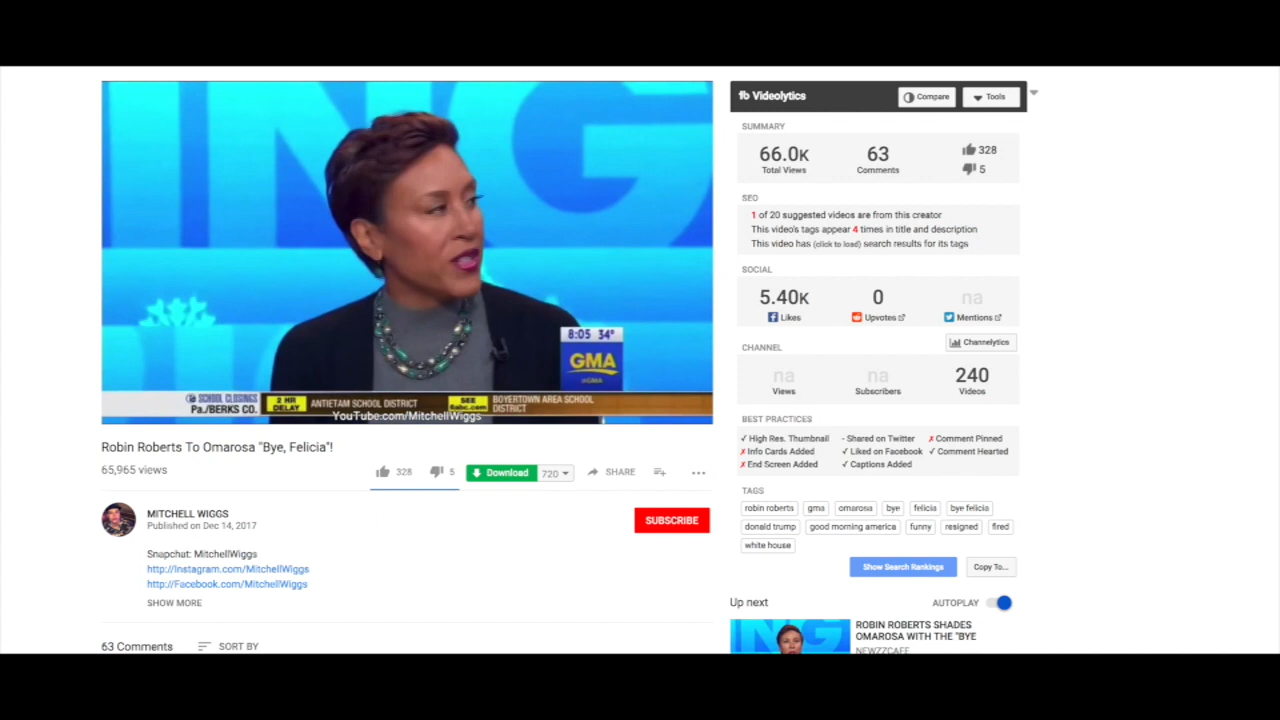 ING
8:05 34°
GMA
@GMA
SCHOOL CLOSINGS
Pa./BERKS CO.
2 HR DELAY
ANTIETAM SCHOOL DISTRICT
SEE 6abc.com
BOYERTOWN AREA SCHOOL DISTRICT
YouTube.com/MitchellWiggs
Robin Roberts To Omarosa "Bye, Felicia"!
65,965 views
328
5
Download
720
SHARE
MITCHELL WIGGS
Published on Dec 14, 2017
SUBSCRIBE
Snapchat: MitchellWiggs
http://Instagram.com/MitchellWiggs
http://Facebook.com/MitchellWiggs
SHOW MORE
63 Comments
SORT BY
tb Videolytics
Compare
Tools
SUMMARY
66.0K 63 328
Total Views Comments 5
SEO
1 of 20 suggested videos are from this creator
This video's tags appear 4 times in title and description
This video has (click to load) search results for its tags
SOCIAL
5.40K 0 na
Likes Upvotes Mentions
CHANNEL
Channelytics
na na 240
Views Subscribers Videos
BEST PRACTICES
✓ High Res. Thumbnail - Shared on Twitter ✗ Comment Pinned
✗ Info Cards Added ✓ Liked on Facebook ✓ Comment Hearted
✗ End Screen Added ✓ Captions Added
TAGS
robin roberts gma omarosa bye felicia bye felicia
donald trump good morning america funny resigned fired
white house
Show Search Rankings Copy To...
Up next
AUTOPLAY
NG
ROBIN ROBERTS SHADES
OMAROSA WITH THE "BYE
NEWZZCAFE